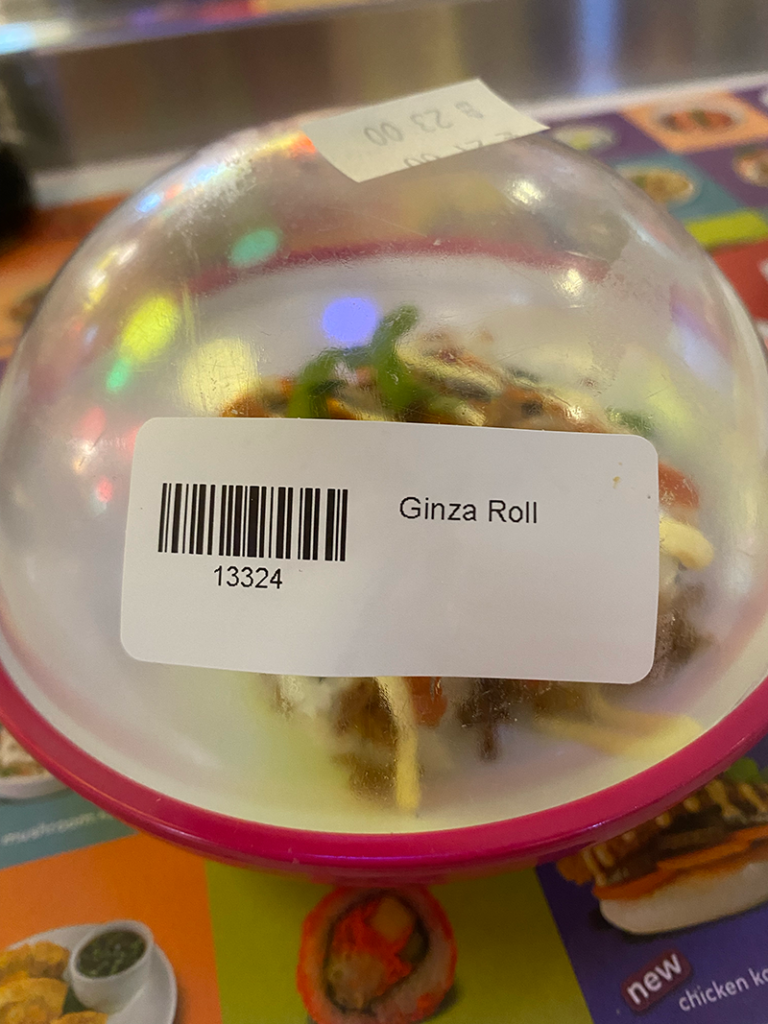 B 23 00
Ginza Roll
13324
new
chicken